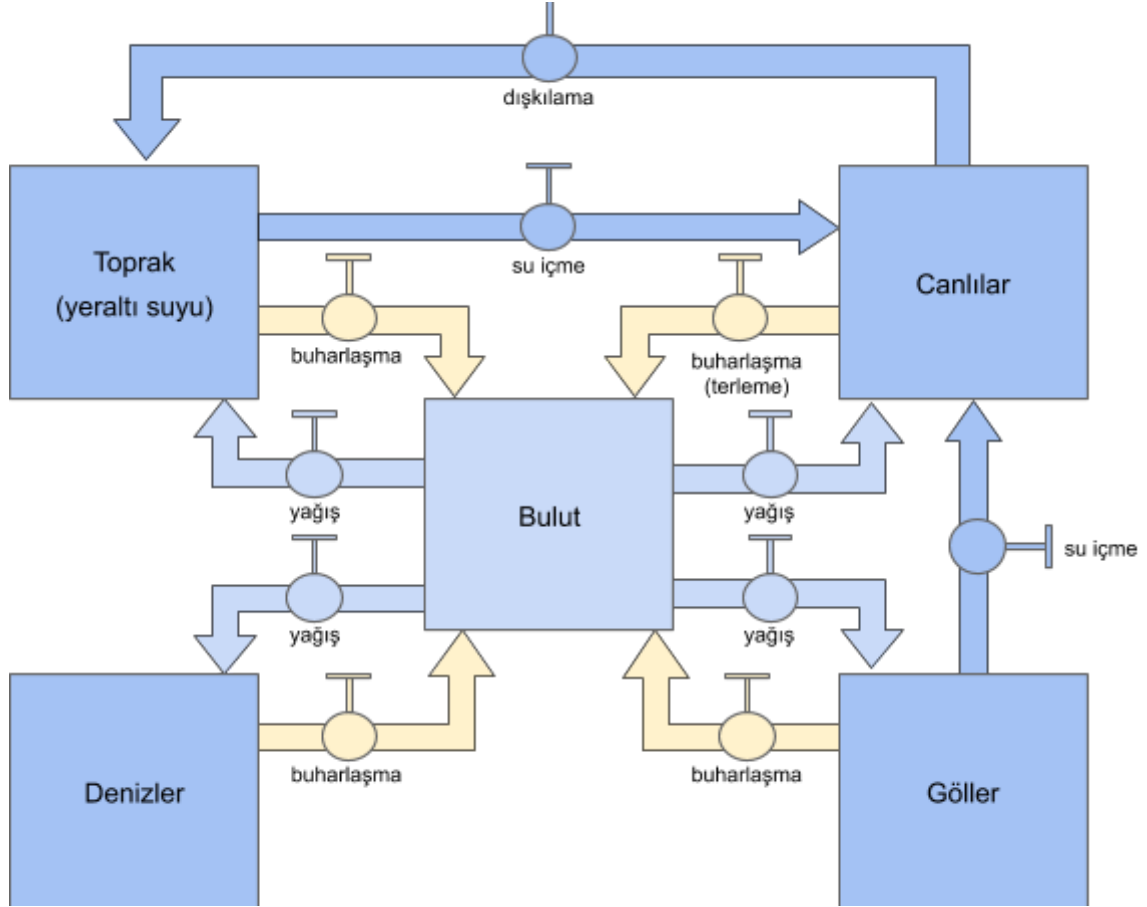 dışkılama
Toprak
(yeraltı suyu)
su içme
Canlılar
buharlaşma
buharlaşma
(terleme)
yağış
Bulut
yağış
yağış
yağış
su içme
Denizler
buharlaşma
buharlaşma
Göller